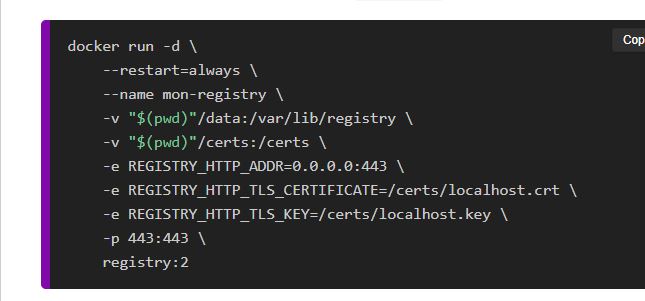 Cop
docker run -d \
--restart=always \
--name mon-registry \
-v "$(pwd)"/data:/var/lib/registry \
-v "$(pwd)"/certs:/certs \
-e REGISTRY_HTTP_ADDR=0.0.0.0:443 \
-e REGISTRY_HTTP_TLS_CERTIFICATE=/certs/localhost.crt \
-e REGISTRY_HTTP_TLS_KEY=/certs/localhost.key \
-p 443:443 \
registry:2